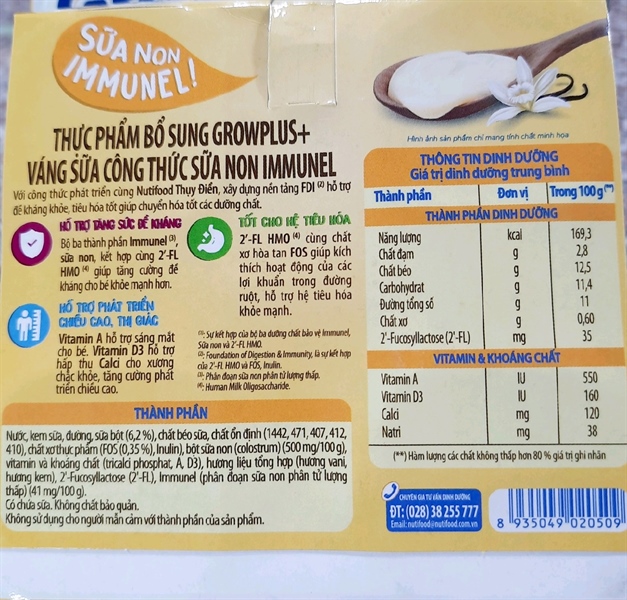 SỮA NON
IMMUNEL!
Hình ảnh sản phẩm chỉ mang tính chất minh họa
THỰC PHẨM BỔ SUNG GROWPLUS+
VÁNG SỮA CÔNG THỨC SỮA NON IMMUNEL
Với công thức phát triển cùng Nutifood Thụy Điển, xây dựng nền tảng FDI (2) hỗ trợ
đề kháng khỏe, tiêu hóa tốt giúp chuyển hóa tốt các dưỡng chất.
HỖ TRỢ TĂNG SỨC ĐỀ KHÁNG
Bộ ba thành phần Immunel (3),
sữa non, kết hợp cùng 2'-FL
HMO (4) giúp tăng cường đề
kháng cho bé khỏe mạnh hơn.
TỐT CHO HỆ TIÊU HÓA
2'-FL HMO (4) cùng chất
xơ hòa tan FOS giúp kích
thích hoạt động của các
lợi khuẩn trong đường
ruột, hỗ trợ hệ tiêu hóa
khỏe mạnh.
HỖ TRỢ PHÁT TRIỂN
CHIỀU CAO, THỊ GIÁC
Vitamin A hỗ trợ sáng mắt
cho bé. Vitamin D3 hỗ trợ
hấp thu Calci cho xương
chắc khỏe, tăng cường phát
triển chiều cao.
(1): Sự kết hợp của bộ ba dưỡng chất bảo vệ Immunel,
Sữa non và 2'-FL HMO.
(2): Foundation of Digestion & Immunity, là sự kết hợp
của 2'-FL HMO và FOS, Inulin.
(3): Phân đoạn sữa non phân tử lượng thấp.
(4): Human Milk Oligosaccharide.
THÀNH PHẦN
Nước, kem sữa, đường, sữa bột (6,2 %), chất béo sữa, chất ổn định (1442, 471, 407, 412,
410), chất xơ thực phẩm (FOS (0,35 %), Inulin), bột sữa non (colostrum) (500 mg/100 g),
vitamin và khoáng chất (tricalci phosphat, A, D3), hương liệu tổng hợp (hương vani,
hương kem), 2'-Fucosyllactose (2'-FL), Immunel (phân đoạn sữa non phân tử lượng
thấp) (41 mg/100 g).
Có chứa sữa. Không chất bảo quản.
Không sử dụng cho người mẫn cảm với thành phần của sản phẩm.
THÔNG TIN DINH DƯỠNG
Giá trị dinh dưỡng trung bình
Thành phần Đơn vị Trong 100 g (**)
THÀNH PHẦN DINH DƯỠNG
Năng lượng kcal 169,3
Chất đạm g 2,8
Chất béo g 12,5
Carbohydrat g 11,4
Đường tổng số g 11
Chất xơ g 0,60
2'-Fucosyllactose (2'-FL) mg 35
VITAMIN & KHOÁNG CHẤT
Vitamin A IU 550
Vitamin D3 IU 160
Calci mg 120
Natri mg 38
(**) Hàm lượng các chất không thấp hơn 80 % giá trị ghi nhãn
CHUYÊN GIA TƯ VẤN DINH DƯỠNG
ĐT: (028) 38 255 777
Email: nutifood@nutifood.com.vn
8 935049 020509